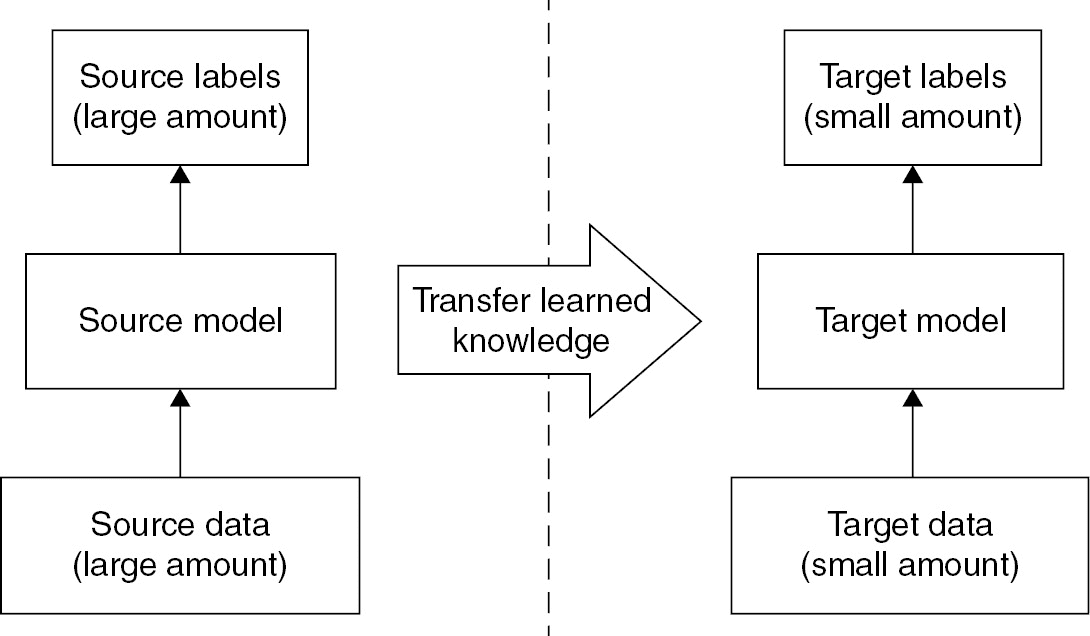 Source labels
(large amount)
Source model
Source data
(large amount)
Transfer learned
knowledge
Target labels
(small amount)
Target model
Target data
(small amount)